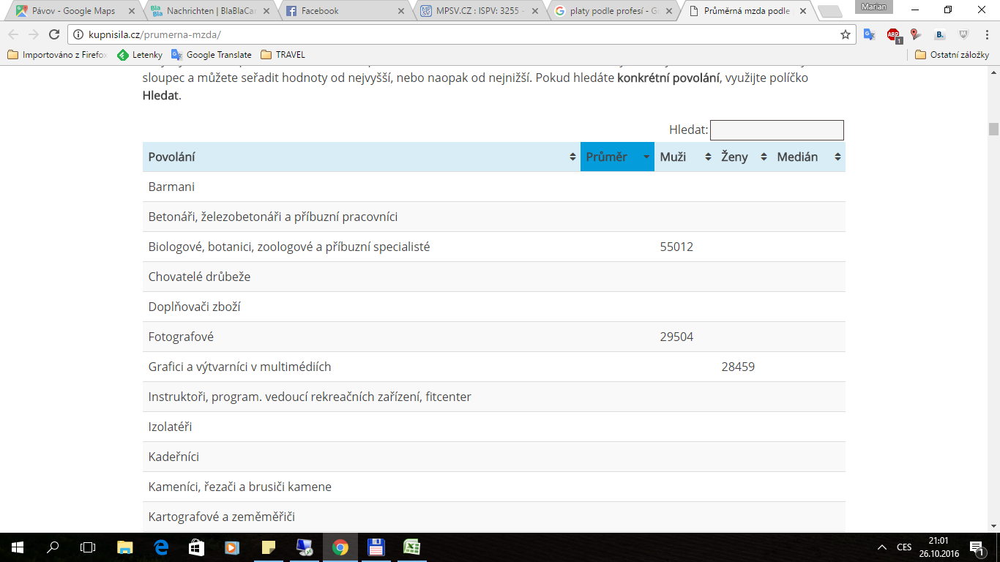 Marian
Pávov - Google Maps
Nachrichten | BlaBlaCar
Facebook
MPSV.CZ : ISPV: 3255 -
platy podle profesí - G
Průměrná mzda podle
kupnisila.cz/prumerna-mzda/
Importováno z Firefo
Letenky
Google Translate
TRAVEL
Ostatní záložky
sloupec a můžete seřadit hodnoty od nejvyšší, nebo naopak od nejnižší. Pokud hledáte konkrétní povolání, využijte políčko
Hledat.
Hledat:
Povolání Průměr Muži Ženy Medián
Barmani
Betonáři, železobetonáři a příbuzní pracovníci
Biologové, botanici, zoologové a příbuzní specialisté 55012
Chovatelé drůbeže
Doplňovači zboží
Fotografové 29504
Grafici a výtvarníci v multimédiích 28459
Instruktoři, program. vedoucí rekreačních zařízení, fitcenter
Izolatéři
Kadeřníci
Kameníci, řezači a brusiči kamene
Kartografové a zeměměřiči
CES
21:01
26.10.2016